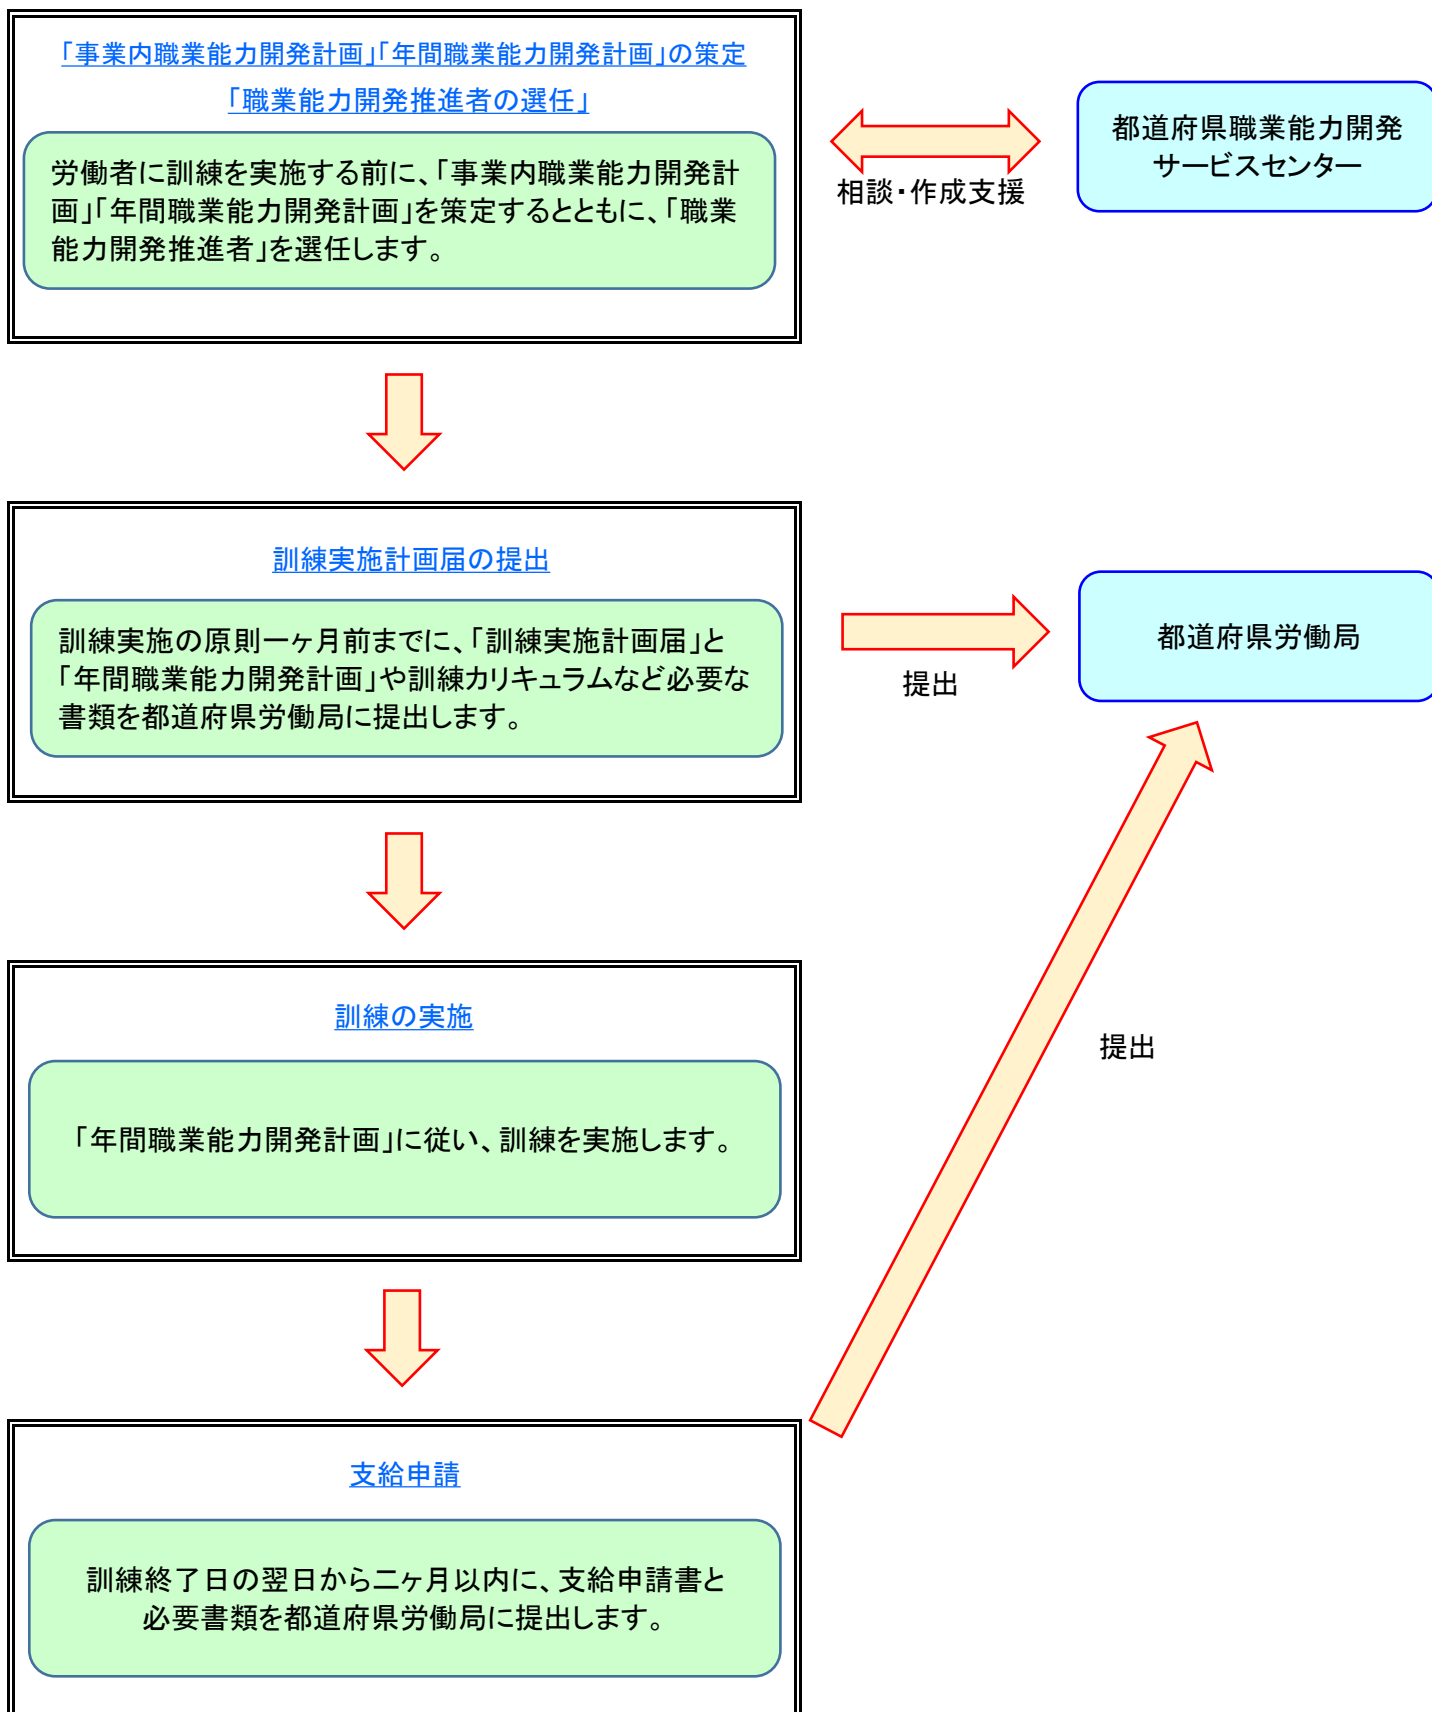 「事業内職業能力開発計画」「年間職業能力開発計画」の策定
「職業能力開発推進者の選任」
労働者に訓練を実施する前に、「事業内職業能力開発計
画」「年間職業能力開発計画」を策定するとともに、「職業
能力開発推進者」を選任します。
相談・作成支援
都道府県職業能力開発
サービスセンター
訓練実施計画届の提出
訓練実施の原則一ヶ月前までに、「訓練実施計画届」と
「年間職業能力開発計画」や訓練カリキュラムなど必要な
書類を都道府県労働局に提出します。
提出
都道府県労働局
訓練の実施
「年間職業能力開発計画」に従い、訓練を実施します。
提出
支給申請
訓練終了日の翌日から二ヶ月以内に、支給申請書と
必要書類を都道府県労働局に提出します。